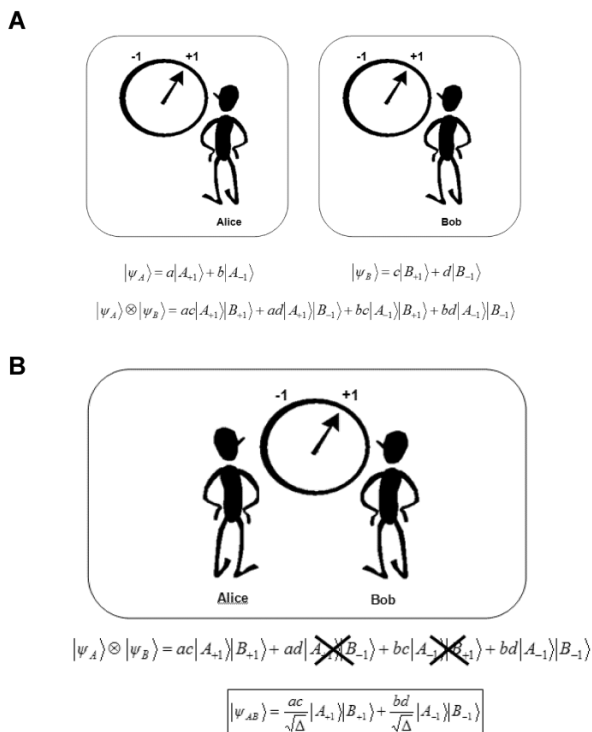 A
-1 +1
Alice
-1 +1
Bob
|ψ_A⟩ = a|A_{+1}⟩ + b|A_{-1}⟩
|ψ_B⟩ = c|B_{+1}⟩ + d|B_{-1}⟩
|ψ_A⟩ ⊗ |ψ_B⟩ = ac|A_{+1}⟩|B_{+1}⟩ + ad|A_{+1}⟩|B_{-1}⟩ + bc|A_{-1}⟩|B_{+1}⟩ + bd|A_{-1}⟩|B_{-1}⟩
B
-1 +1
Alice Bob
|ψ_A⟩ ⊗ |ψ_B⟩ = ac|A_{+1}⟩|B_{+1}⟩ + ad|A_{+1}⟩|B_{-1}⟩ + bc|A_{-1}⟩|B_{+1}⟩ + bd|A_{-1}⟩|B_{-1}⟩
|ψ_{AB}⟩ = ac/√Δ |A_{+1}⟩|B_{+1}⟩ + bd/√Δ |A_{-1}⟩|B_{-1}⟩